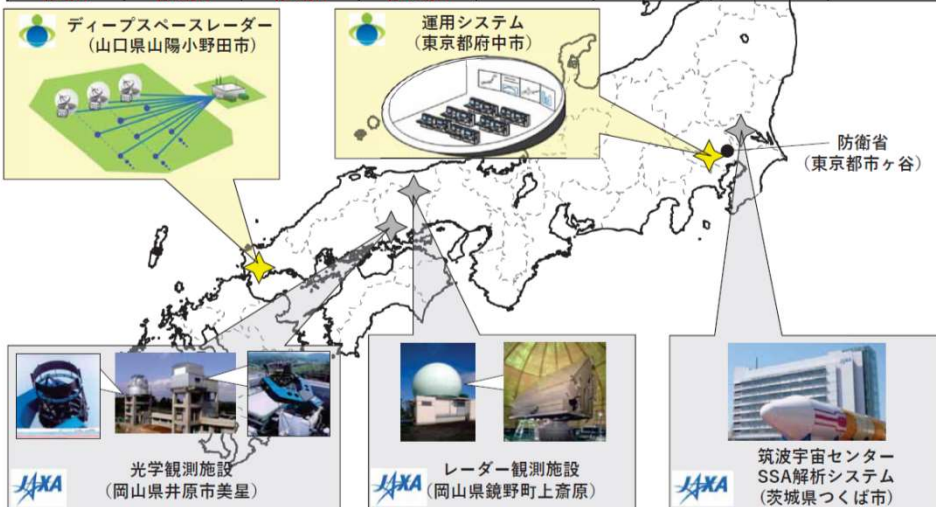 ディープスペースレーダー
(山口県山陽小野田市)
運用システム
(東京都府中市)
防衛省
(東京都市ヶ谷)
光学観測施設
(岡山県井原市美星)
レーダー観測施設
(岡山県鏡野町上斎原)
筑波宇宙センター
SSA解析システム
(茨城県つくば市)
JAXA
JAXA
JAXA